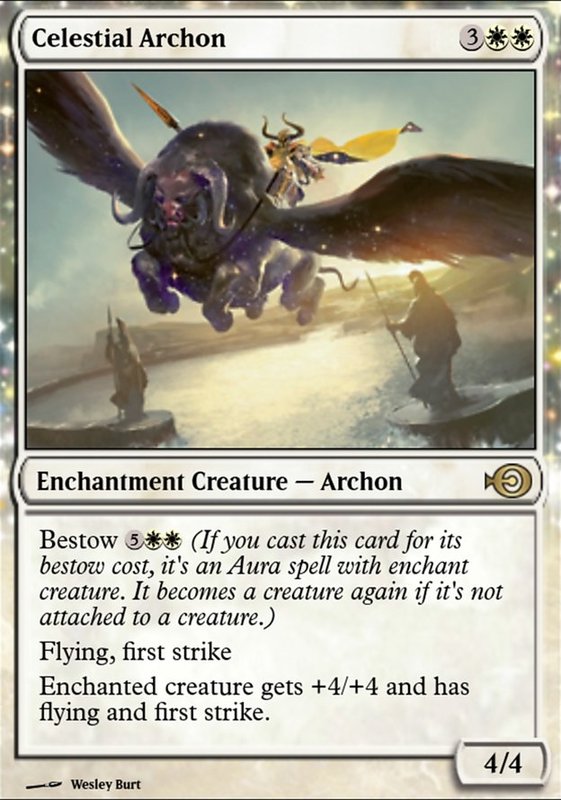 Celestial Archon 3
Enchantment Creature — Archon
Bestow 5 (If you cast this card for its
bestow cost, it's an Aura spell with enchant
creature. It becomes a creature again if it's not
attached to a creature.)
Flying, first strike
Enchanted creature gets +4/+4 and has
flying and first strike.
4/4
Wesley Burt